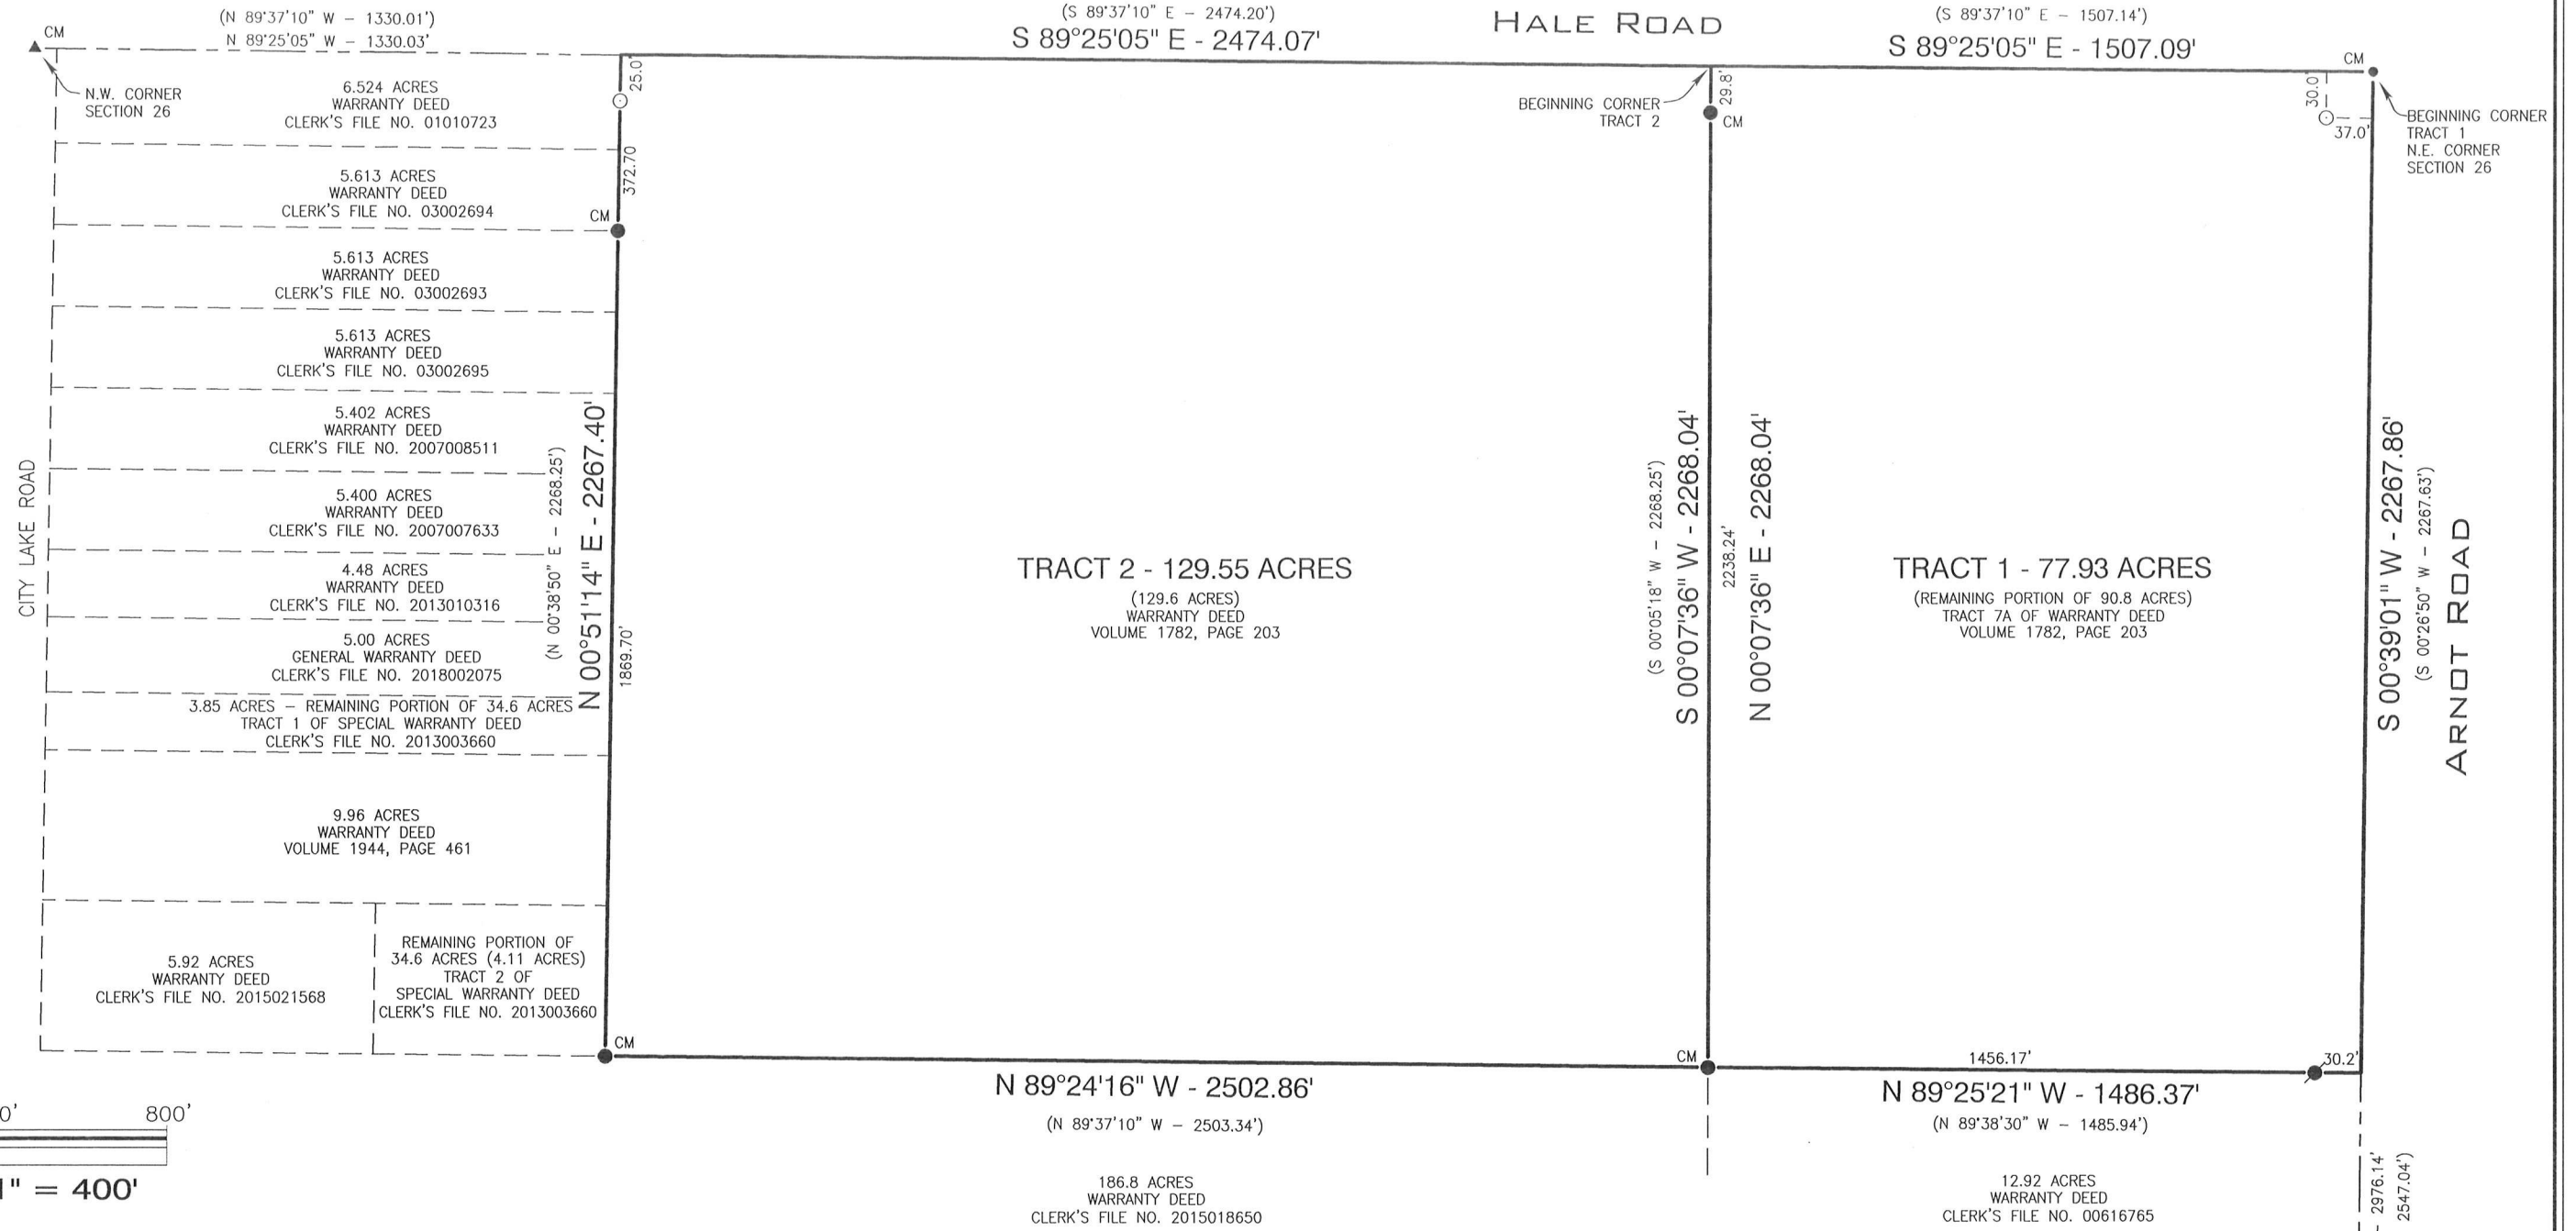 (N 89°37'10" W - 1330.01')
N 89°25'05" W - 1330.03'
(S 89°37'10" E - 2474.20')
S 89°25'05" E - 2474.07'
HALE ROAD
(S 89°37'10" E - 1507.14')
S 89°25'05" E - 1507.09'
CM
N.W. CORNER
SECTION 26
25.0'
372.70
CM
BEGINNING CORNER
TRACT 2
29.8'
CM
30.0'
37.0'
CM
BEGINNING CORNER
TRACT 1
N.E. CORNER
SECTION 26
6.524 ACRES
WARRANTY DEED
CLERK'S FILE NO. 01010723
5.613 ACRES
WARRANTY DEED
CLERK'S FILE NO. 03002694
5.613 ACRES
WARRANTY DEED
CLERK'S FILE NO. 03002693
5.613 ACRES
WARRANTY DEED
CLERK'S FILE NO. 03002695
5.402 ACRES
WARRANTY DEED
CLERK'S FILE NO. 2007008511
5.400 ACRES
WARRANTY DEED
CLERK'S FILE NO. 2007007633
4.48 ACRES
WARRANTY DEED
CLERK'S FILE NO. 2013010316
5.00 ACRES
GENERAL WARRANTY DEED
CLERK'S FILE NO. 2018002075
3.85 ACRES - REMAINING PORTION OF 34.6 ACRES
TRACT 1 OF SPECIAL WARRANTY DEED
CLERK'S FILE NO. 2013003660
9.96 ACRES
WARRANTY DEED
VOLUME 1944, PAGE 461
5.92 ACRES
WARRANTY DEED
CLERK'S FILE NO. 2015021568
REMAINING PORTION OF
34.6 ACRES (4.11 ACRES)
TRACT 2 OF
SPECIAL WARRANTY DEED
CLERK'S FILE NO. 2013003660
CITY LAKE ROAD
(N 00°38'50" E - 2268.25')
N 00°51'14" E - 2267.40'
1869.70'
TRACT 2 - 129.55 ACRES
(129.6 ACRES)
WARRANTY DEED
VOLUME 1782, PAGE 203
(S 00°05'18" W - 2268.25')
S 00°07'36" W - 2268.04'
2238.24'
N 00°07'36" E - 2268.04'
TRACT 1 - 77.93 ACRES
(REMAINING PORTION OF 90.8 ACRES)
TRACT 7A OF WARRANTY DEED
VOLUME 1782, PAGE 203
S 00°39'01" W - 2267.86'
(S 00°26'50" W - 2267.63')
ARNOT ROAD
CM
CM
1456.17'
30.2'
N 89°24'16" W - 2502.86'
(N 89°37'10" W - 2503.34')
N 89°25'21" W - 1486.37'
(N 89°38'30" W - 1485.94')
186.8 ACRES
WARRANTY DEED
CLERK'S FILE NO. 2015018650
12.92 ACRES
WARRANTY DEED
CLERK'S FILE NO. 00616765
- 2976.14'
2547.04')
0'
800'
1" = 400'